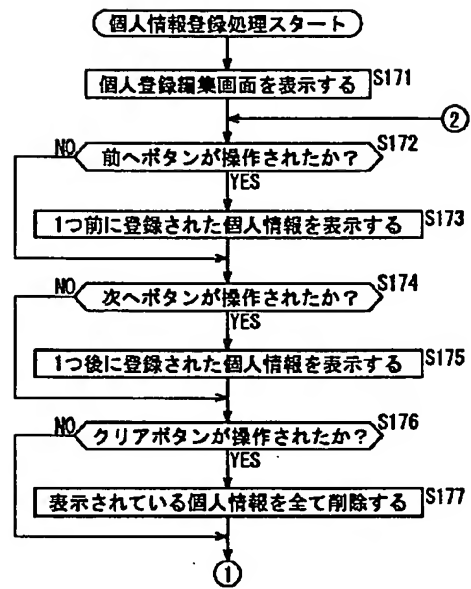 個人情報登録処理スタート
個人登録編集画面を表示する S171
②
NO 前へボタンが操作されたか? S172
YES
1つ前に登録された個人情報を表示する S173
NO 次へボタンが操作されたか? S174
YES
1つ後に登録された個人情報を表示する S175
NO クリアボタンが操作されたか? S176
YES
表示されている個人情報を全て削除する S177
①